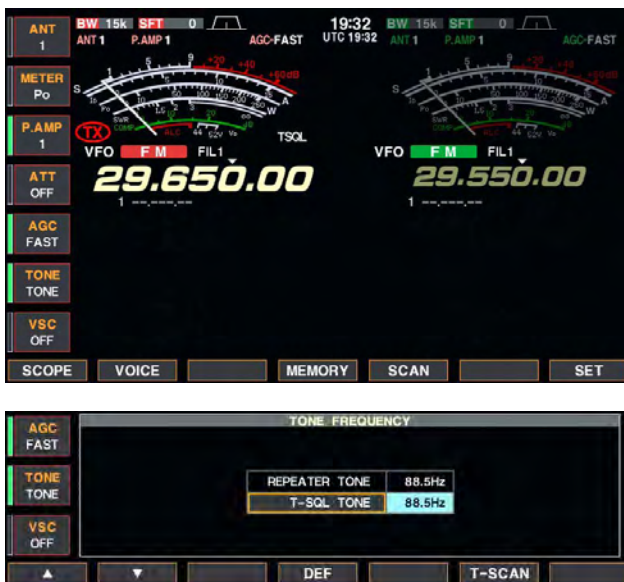 ANT 1
BW 15k SFT 0
19:32
BW 15k SFT 0
ANT 1 P.AMP 1 AGC-FAST
UTC 19:32
ANT 1 P.AMP 1 AGC-FAST
METER Po
P.AMP 1
TX
TSQL
VFO FM FIL1
VFO FM FIL1
29.650.00
29.550.00
1 --.---.--
1 --.---.--
ATT OFF
AGC FAST
TONE TONE
VSC OFF
SCOPE VOICE MEMORY SCAN SET
TONE FREQUENCY
AGC FAST
TONE TONE
VSC OFF
REPEATER TONE 88.5Hz
T-SQL TONE 88.5Hz
▲ ▼ DEF T-SCAN